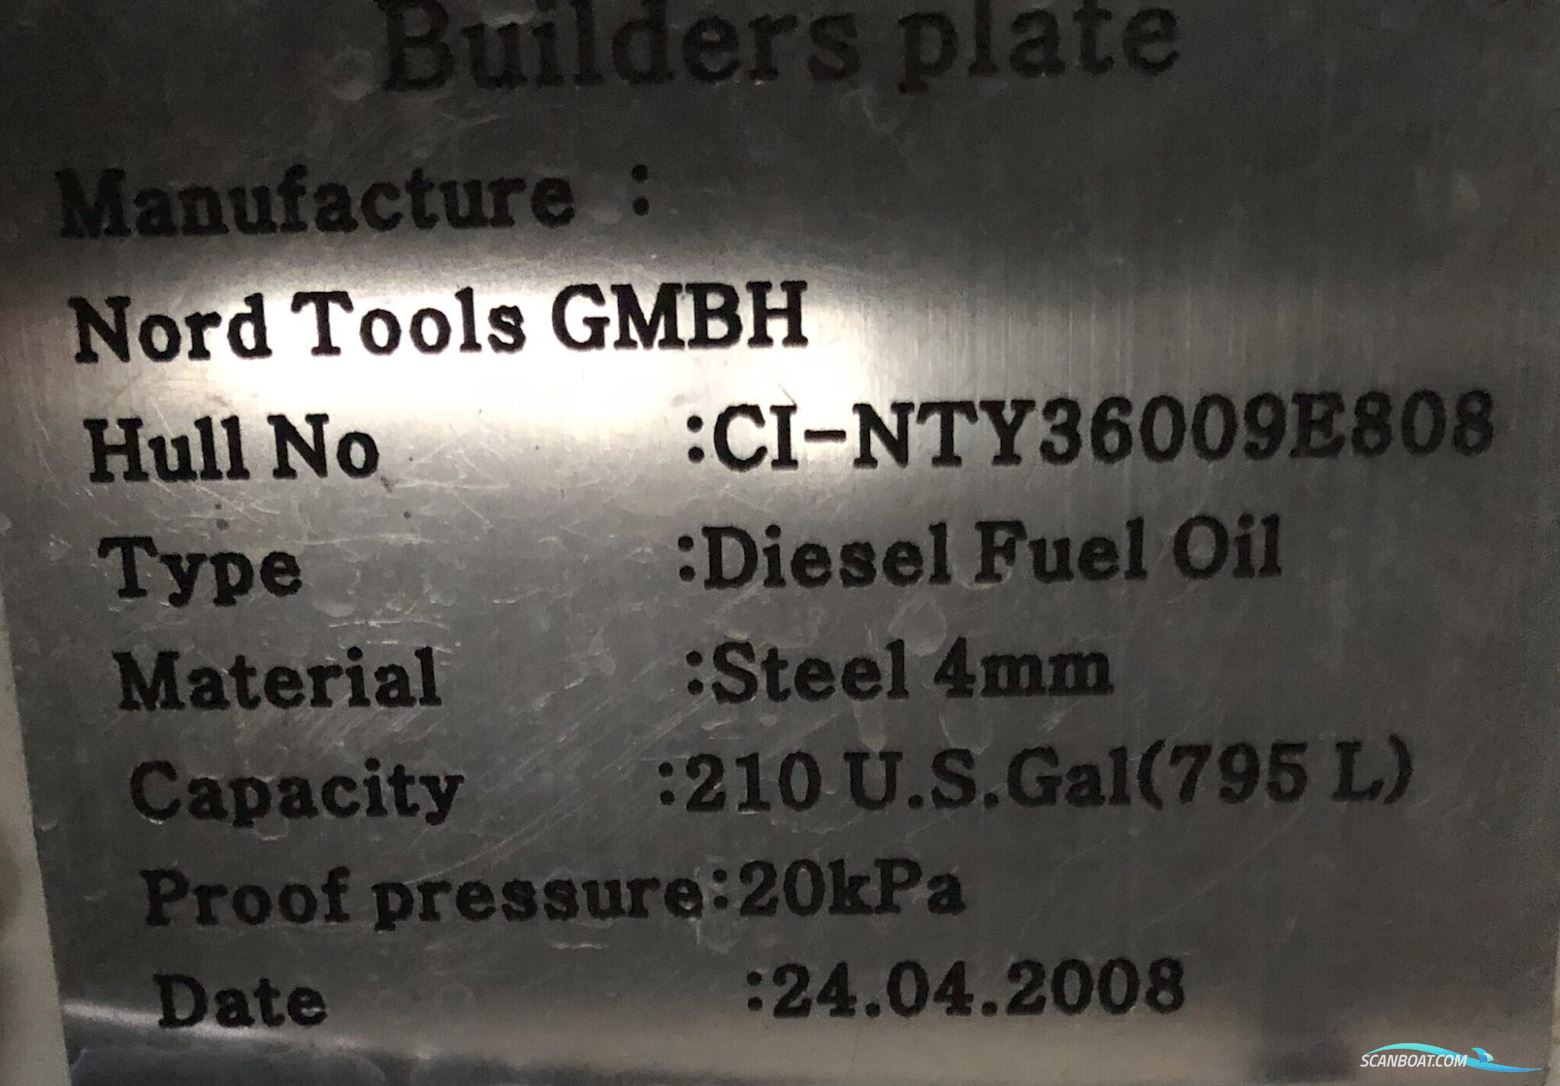 Builders plate
Manufacture :
Nord Tools GMBH
Hull No :CI-NTY36009E808
Type :Diesel Fuel Oil
Material :Steel 4mm
Capacity :210 U.S.Gal(795 L)
Proof pressure:20kPa
Date :24.04.2008
SCANBOAT.COM